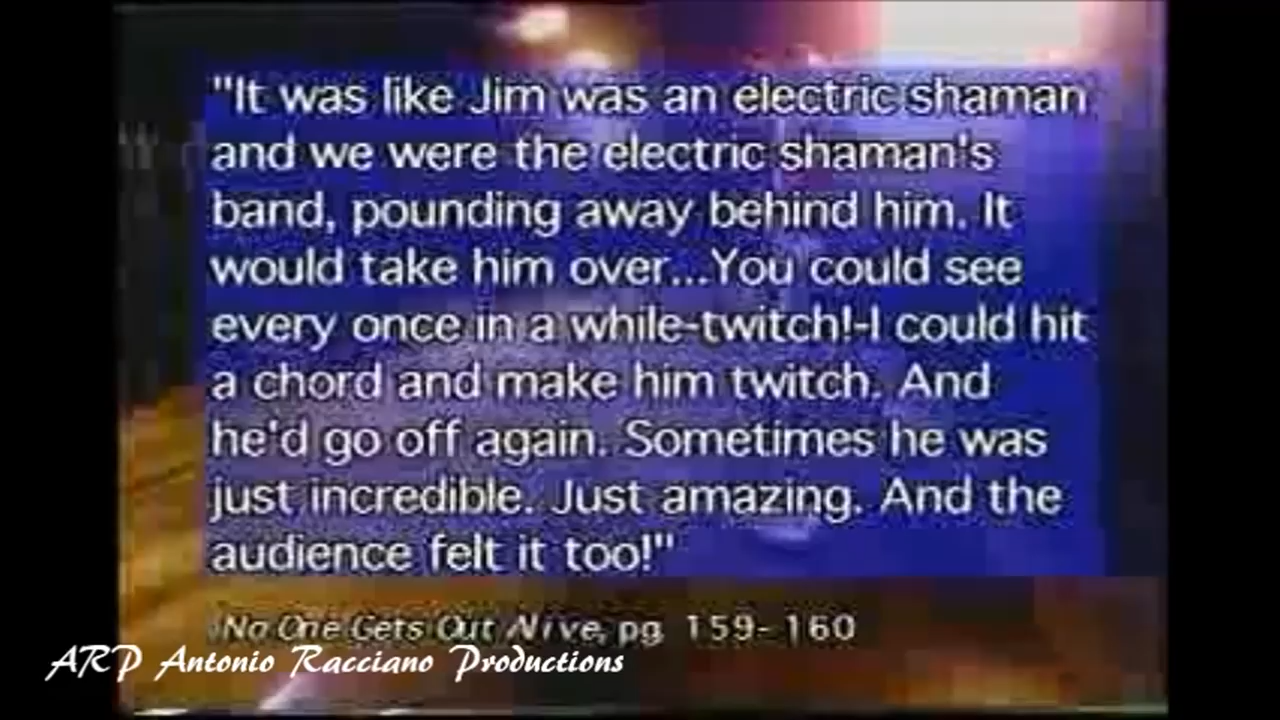 "It was like Jim was an electric shaman
and we were the electric shaman's
band, pounding away behind him. It
would take him over...You could see
every once in a while-twitch!-I could hit
a chord and make him twitch. And
he'd go off again. Sometimes he was
just incredible. Just amazing. And the
audience felt it too!"
No One Gets Out Alive, pg. 159-160
ARP Antonio Racciano Productions